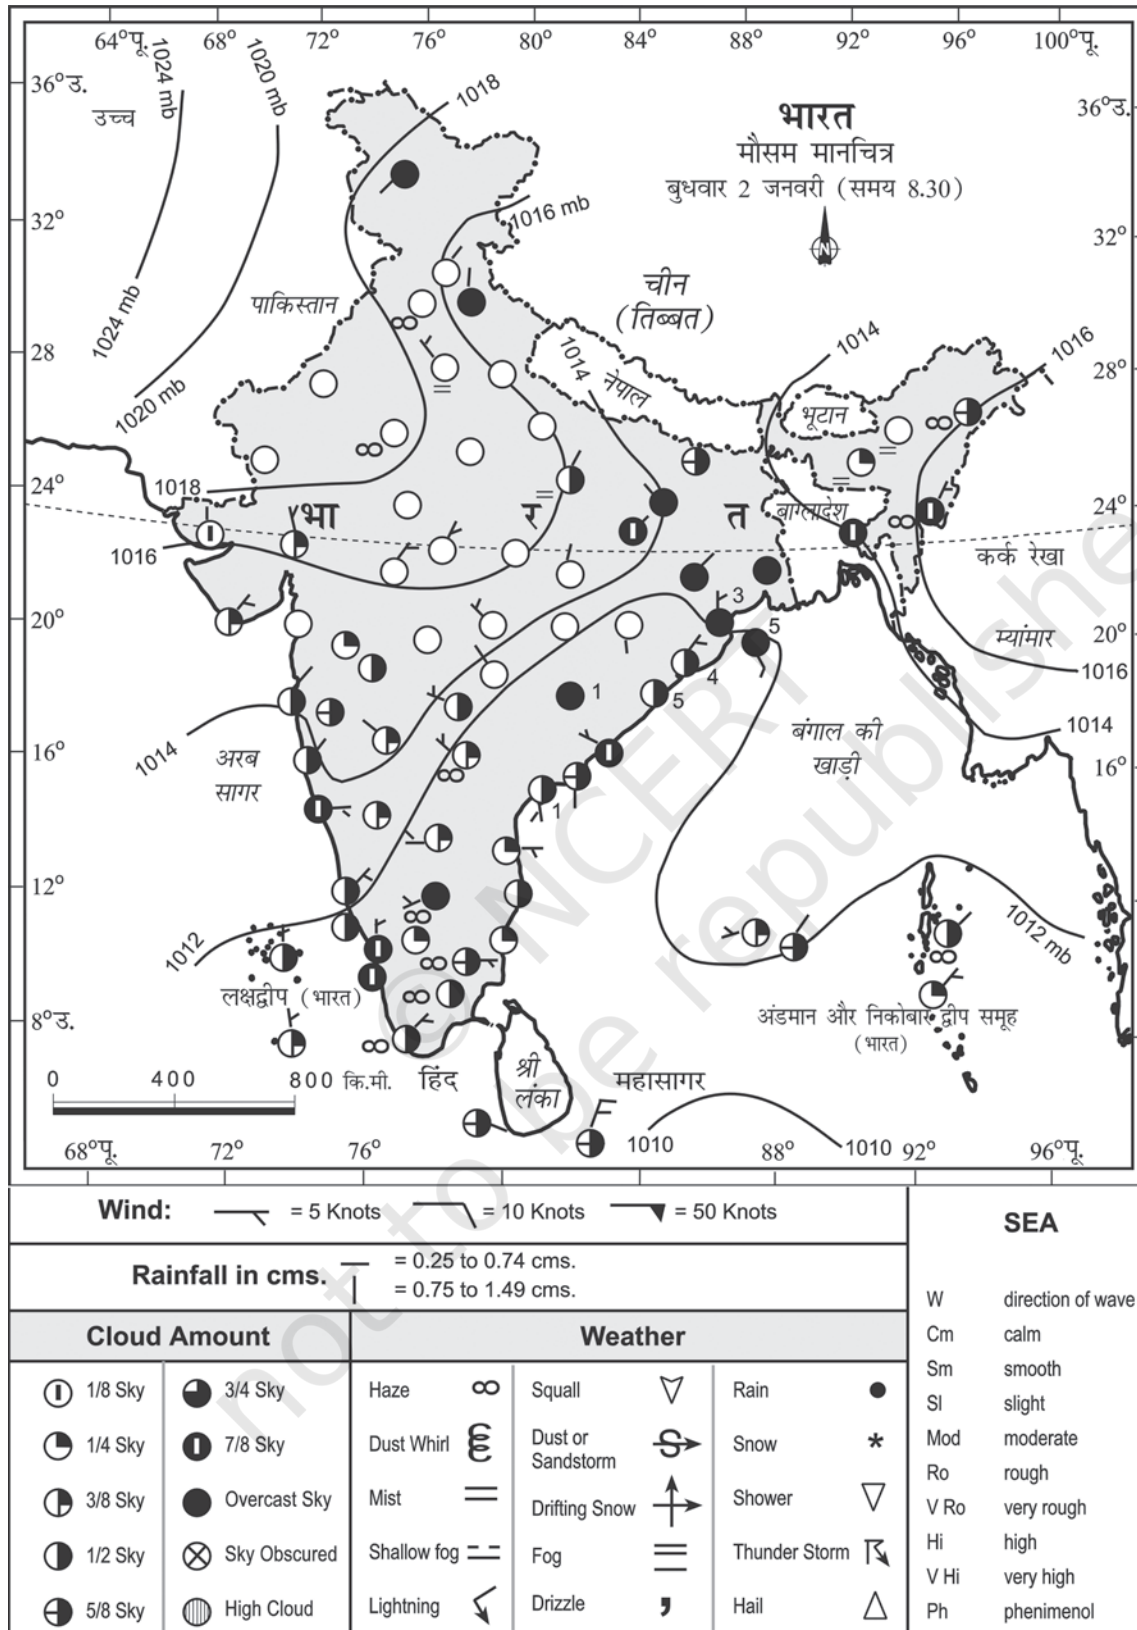 64°पू. 68° 72° 76° 80° 84° 88° 92° 96° 100°पू.
36°उ. 36°उ.
उच्च
1024 mb
1020 mb
1018
भारत
मौसम मानचित्र
बुधवार 2 जनवरी (समय 8.30)
N
32° 32°
1016 mb
चीन
(तिब्बत)
पाकिस्तान
1024 mb
1020 mb
28 28°
1014
नेपाल
1014
1016
भूटान
24° 24°
1018
भा र त
बाग्लादेश
1016
कर्क रेखा
20° 20°
3
5
म्यांमार
4
1016
1
5
1014
1014
16° 16°
अरब
सागर
बंगाल की
खाड़ी
1
12°
1012
1012 mb
लक्षद्वीप (भारत)
8°उ.
अंडमान और निकोबार द्वीप समूह
(भारत)
0 400 800 कि.मी.
हिंद
श्री
लंका
महासागर
1010
1010
68°पू. 72° 76° 88° 92° 96°पू.
© NCERT
not to be republishe
Wind: = 5 Knots = 10 Knots = 50 Knots
Rainfall in cms.
= 0.25 to 0.74 cms.
= 0.75 to 1.49 cms.
Cloud Amount
1/8 Sky 3/4 Sky
1/4 Sky 7/8 Sky
3/8 Sky Overcast Sky
1/2 Sky Sky Obscured
5/8 Sky High Cloud
Weather
Haze Squall Rain
Dust Whirl Dust or
Sandstorm Snow
Mist Drifting Snow Shower
Shallow fog Fog Thunder Storm
Lightning Drizzle Hail
SEA
W direction of wave
Cm calm
Sm smooth
Sl slight
Mod moderate
Ro rough
V Ro very rough
Hi high
V Hi very high
Ph phenimenol